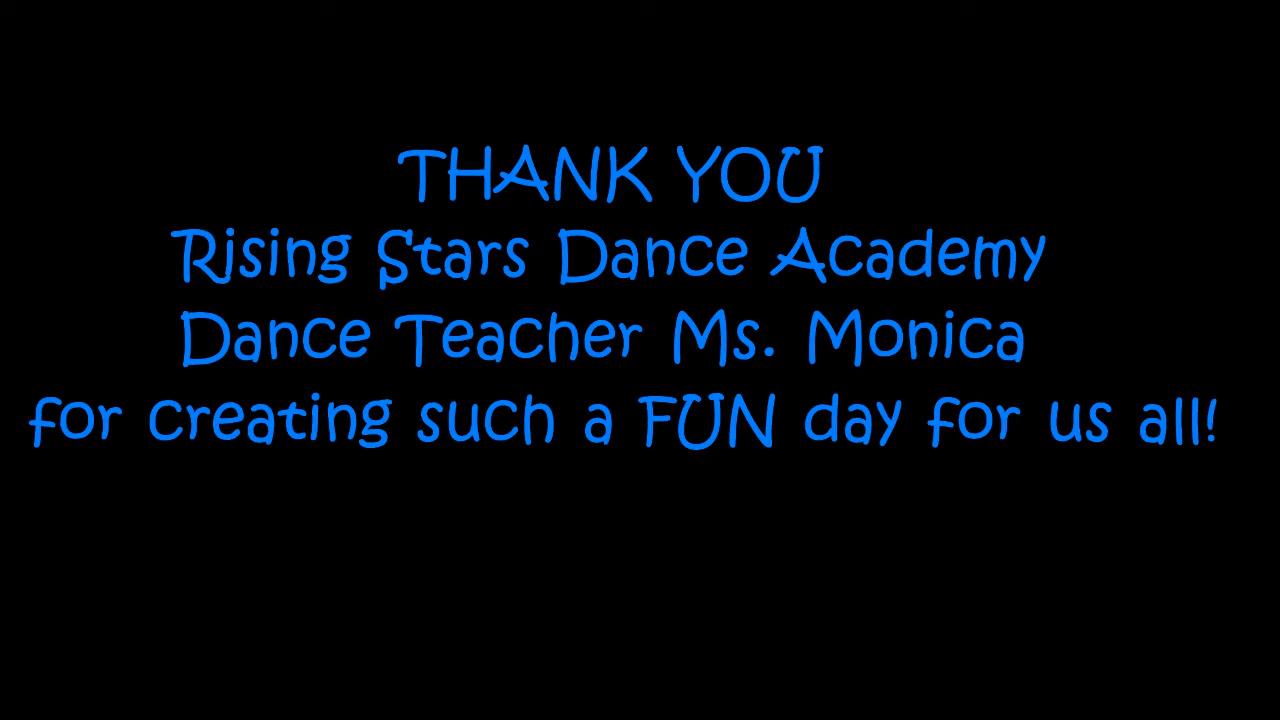 THANK YOU
Rising Stars Dance Academy
Dance Teacher Ms. Monica
for creating such a FUN day for us all!